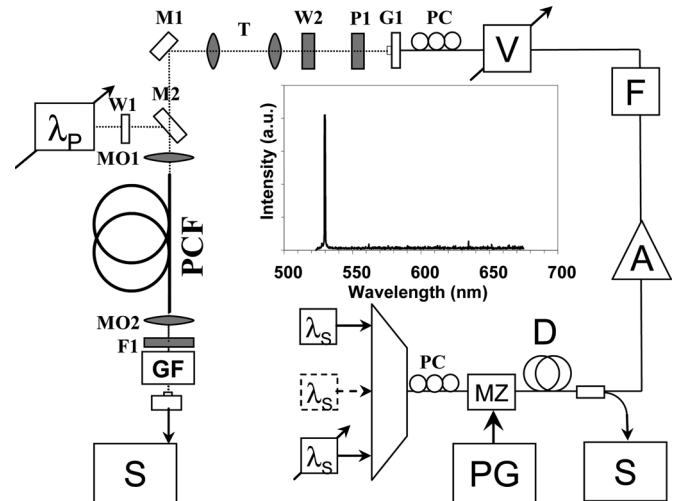 M1
T
W2
P1
G1
PC
V
F
W1
M2
λP
MO1
PCF
MO2
F1
GF
S
Intensity (a.u.)
500
550
600
650
700
Wavelength (nm)
A
λS
λS
λS
PC
MZ
D
PG
S